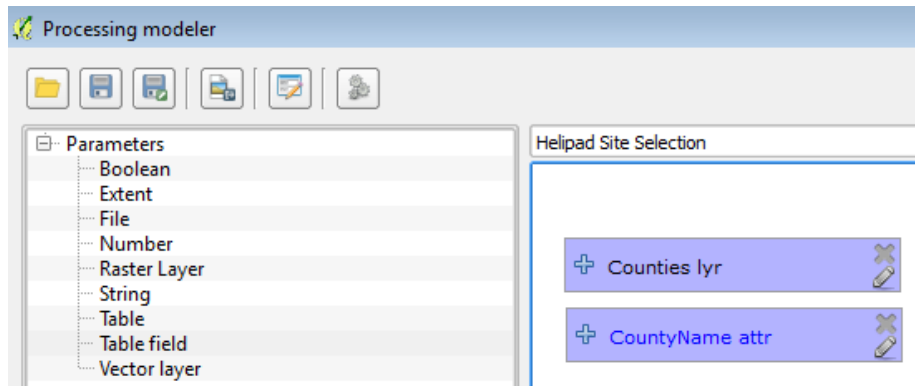 Processing modeler
Parameters
Boolean
Extent
File
Number
Raster Layer
String
Table
Table field
Vector layer
Helipad Site Selection
Counties lyr
CountyName attr